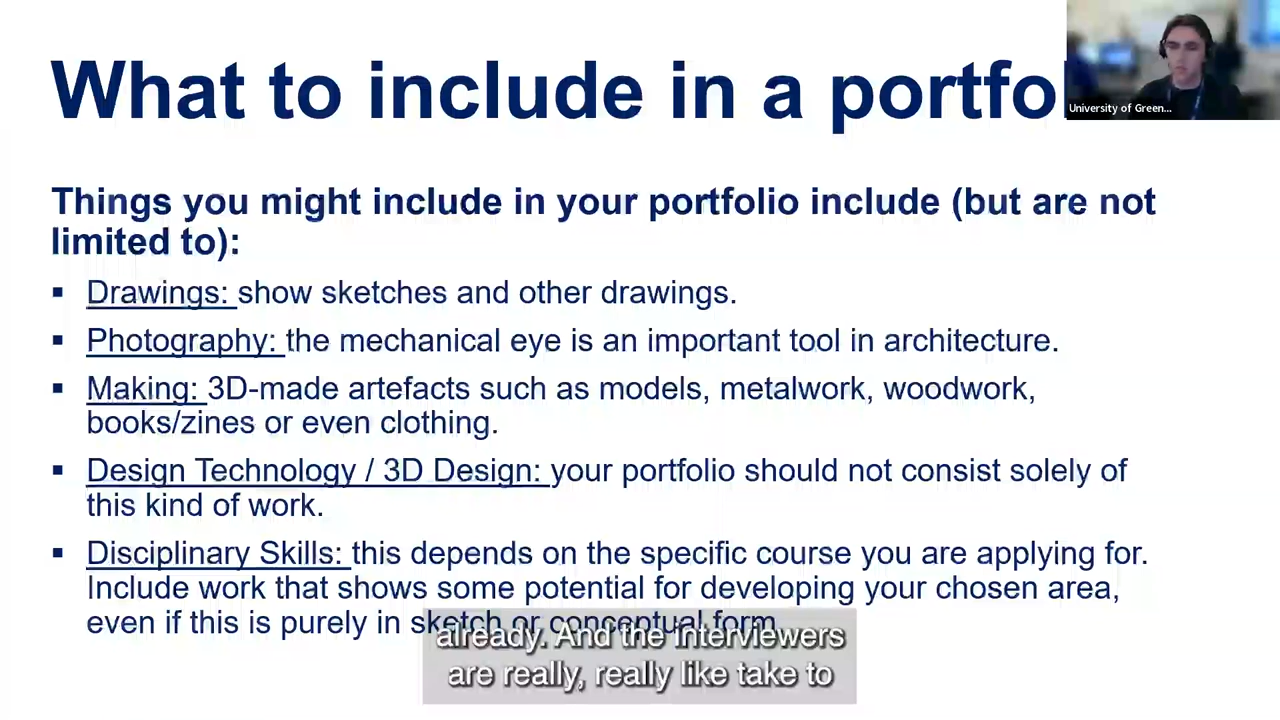 What to include in a portfo
University of Green...
Things you might include in your portfolio include (but are not
limited to):
▪ Drawings: show sketches and other drawings.
▪ Photography: the mechanical eye is an important tool in architecture.
▪ Making: 3D-made artefacts such as models, metalwork, woodwork,
books/zines or even clothing.
▪ Design Technology / 3D Design: your portfolio should not consist solely of
this kind of work.
▪ Disciplinary Skills: this depends on the specific course you are applying for.
Include work that shows some potential for developing your chosen area,
even if this is purely in sketch or conceptual form.
already. And the interviewers
are really, really like take to